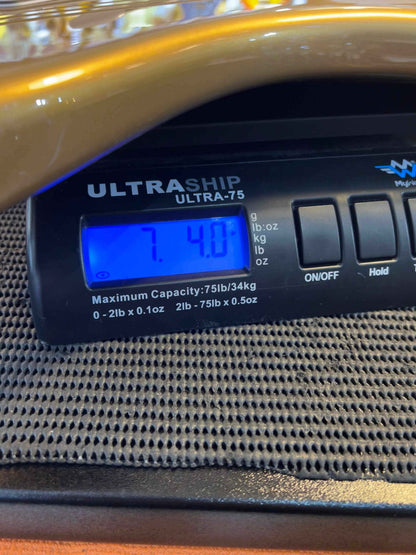 ULTRASHIP
ULTRA-75
7. 4.0
g
lb:oz
kg
lb
oz
ON/OFF
Hold
Maximum Capacity:75lb/34kg
0 - 2lb x 0.1oz 2lb - 75lb x 0.5oz